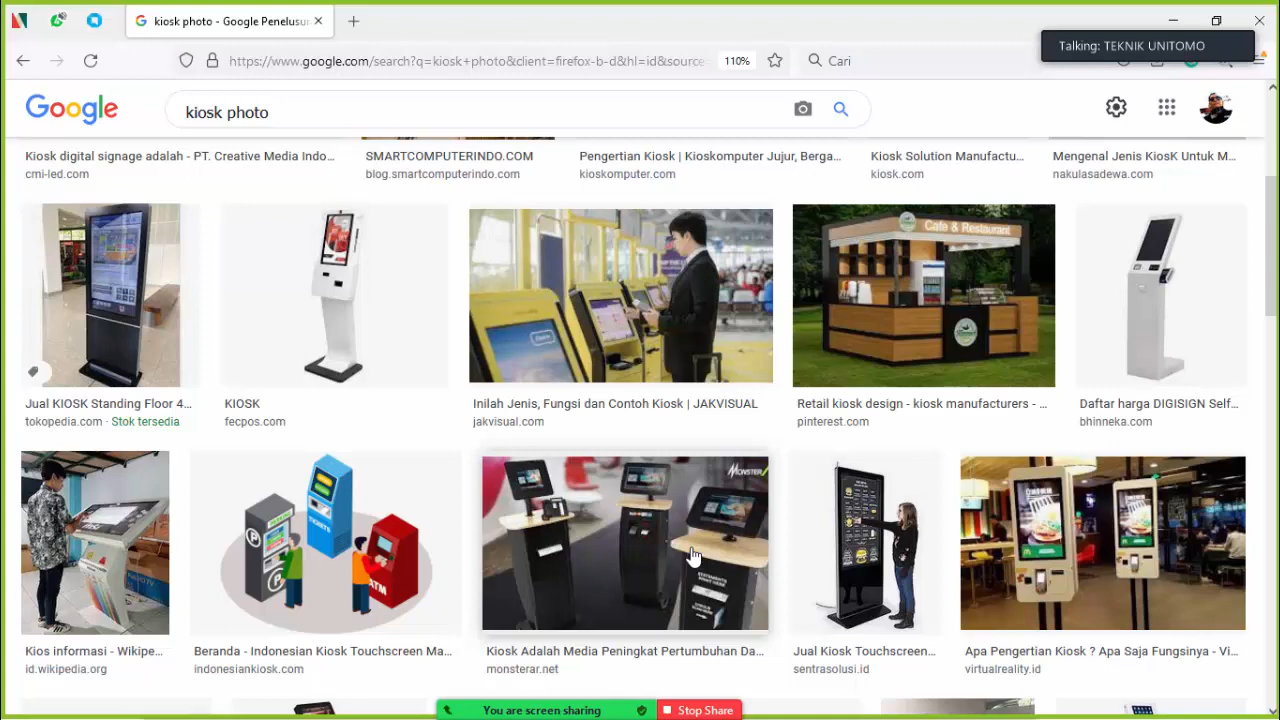 kiosk photo - Google Penelusur
Talking: TEKNIK UNITOMO
https://www.google.com/search?q=kiosk+photo&client=firefox-b-d&hl=id&source
110%
Cari
Google
kiosk photo
Kiosk digital signage adalah - PT. Creative Media Indo...
SMARTCOMPUTERINDO.COM
Pengertian Kiosk | Kioskomputer Jujur, Berga...
Kiosk Solution Manufactu...
Mengenal Jenis KiosK Untuk M...
cmi-led.com
blog.smartcomputerindo.com
kioskomputer.com
kiosk.com
nakulasadewa.com
Cafe & Restaurant
Jual KIOSK Standing Floor 4...
KIOSK
Inilah Jenis, Fungsi dan Contoh Kiosk | JAKVISUAL
Retail kiosk design - kiosk manufacturers - ...
Daftar harga DIGISIGN Self...
tokopedia.com · Stok tersedia
fecpos.com
jakvisual.com
pinterest.com
bhinneka.com
TICKETS
P
ATM
MONSTER
Kios informasi - Wikipe...
Beranda - Indonesian Kiosk Touchscreen Ma...
Kiosk Adalah Media Peningkat Pertumbuhan Da...
Jual Kiosk Touchscreen...
Apa Pengertian Kiosk ? Apa Saja Fungsinya - Vi...
id.wikipedia.org
indonesiankiosk.com
monsterar.net
sentrasolusi.id
virtualreality.id
You are screen sharing
Stop Share